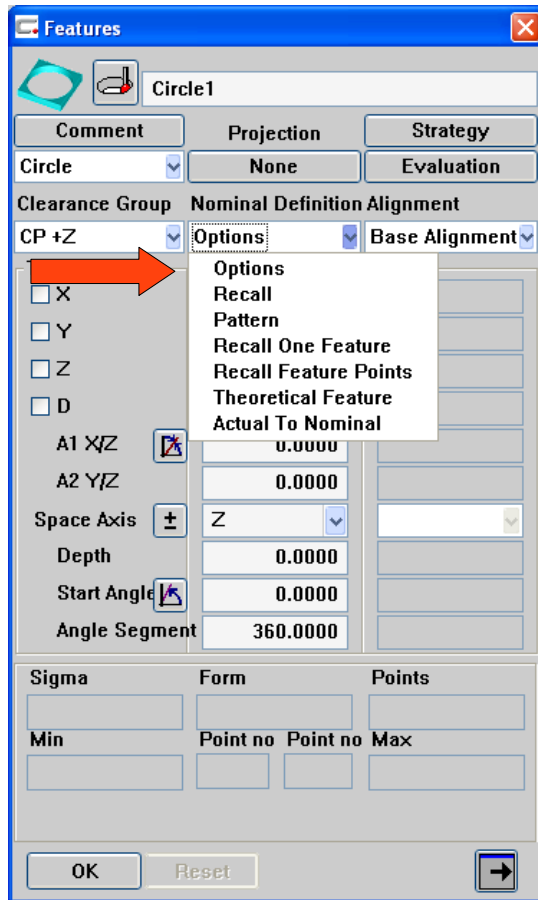 Features
Circle1
Comment Projection Strategy
Circle None Evaluation
Clearance Group Nominal Definition Alignment
CP +Z Options Base Alignment
Options
X Recall
Pattern
Y Recall One Feature
Z Recall Feature Points
Theoretical Feature
D Actual To Nominal
A1 X/Z 0.0000
A2 Y/Z 0.0000
Space Axis ± Z
Depth 0.0000
Start Angle 0.0000
Angle Segment 360.0000
Sigma Form Points
Min Point no Point no Max
OK Reset